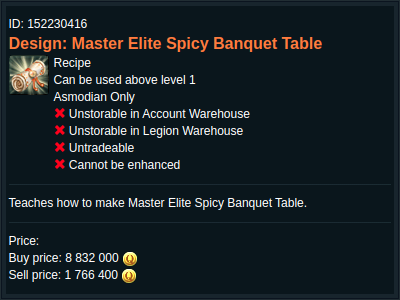 ID: 152230416
Design: Master Elite Spicy Banquet Table
Recipe
Can be used above level 1
Asmodian Only
Unstorable in Account Warehouse
Unstorable in Legion Warehouse
Untradeable
Cannot be enhanced
Teaches how to make Master Elite Spicy Banquet Table.
Price:
Buy price: 8 832 000
Sell price: 1 766 400